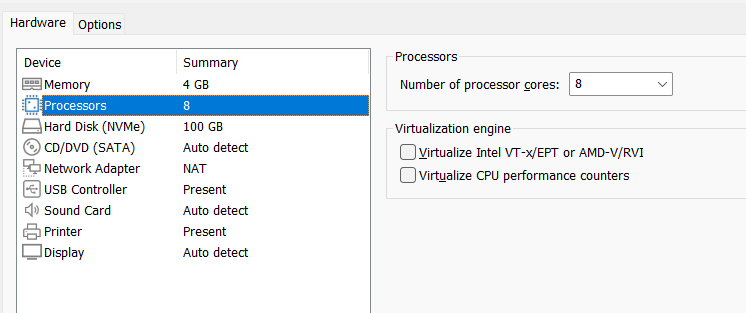 Hardware
Options
Device Summary
Memory 4 GB
Processors 8
Hard Disk (NVMe) 100 GB
CD/DVD (SATA) Auto detect
Network Adapter NAT
USB Controller Present
Sound Card Auto detect
Printer Present
Display Auto detect
Processors
Number of processor cores: 8
Virtualization engine
Virtualize Intel VT-x/EPT or AMD-V/RVI
Virtualize CPU performance counters